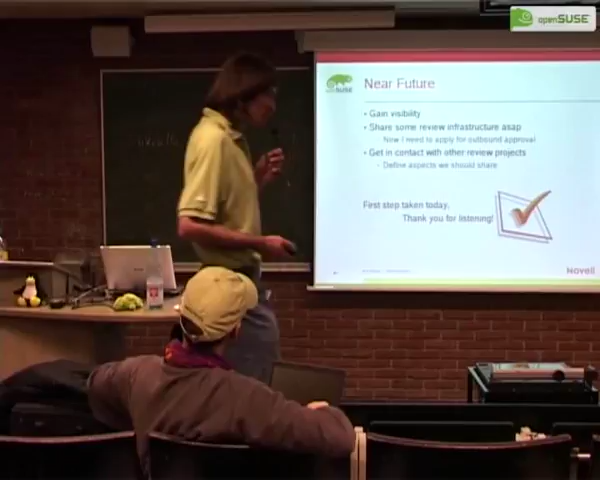 openSUSE
Near Future
• Gain visibility
• Share some review infrastructure asap
Now I need to apply for outbound approval
• Get in contact with other review projects
- Define aspects we should share
First step taken today.
Thank you for listening!
Novell